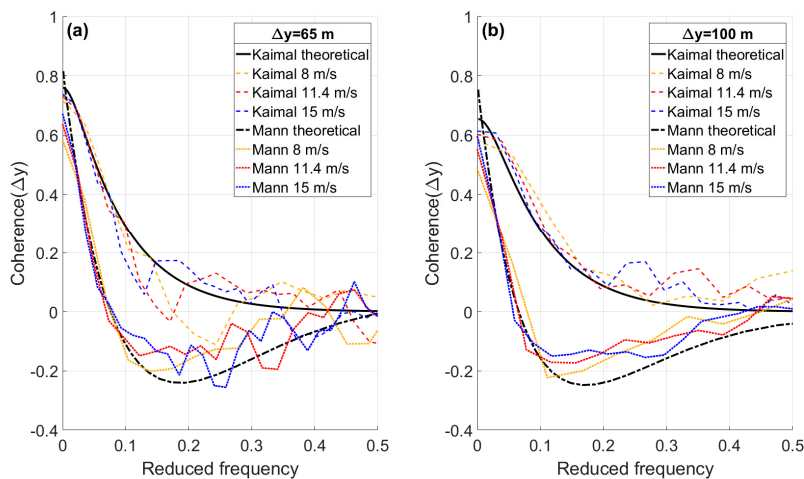 (a)
Δy=65 m
Kaimal theoretical
Kaimal 8 m/s
Kaimal 11.4 m/s
Kaimal 15 m/s
Mann theoretical
Mann 8 m/s
Mann 11.4 m/s
Mann 15 m/s
Coherence(Δy)
1
0.8
0.6
0.4
0.2
0
-0.2
-0.4
0 0.1 0.2 0.3 0.4 0.5
Reduced frequency
(b)
Δy=100 m
Kaimal theoretical
Kaimal 8 m/s
Kaimal 11.4 m/s
Kaimal 15 m/s
Mann theoretical
Mann 8 m/s
Mann 11.4 m/s
Mann 15 m/s
Coherence(Δy)
1
0.8
0.6
0.4
0.2
0
-0.2
-0.4
0 0.1 0.2 0.3 0.4 0.5
Reduced frequency